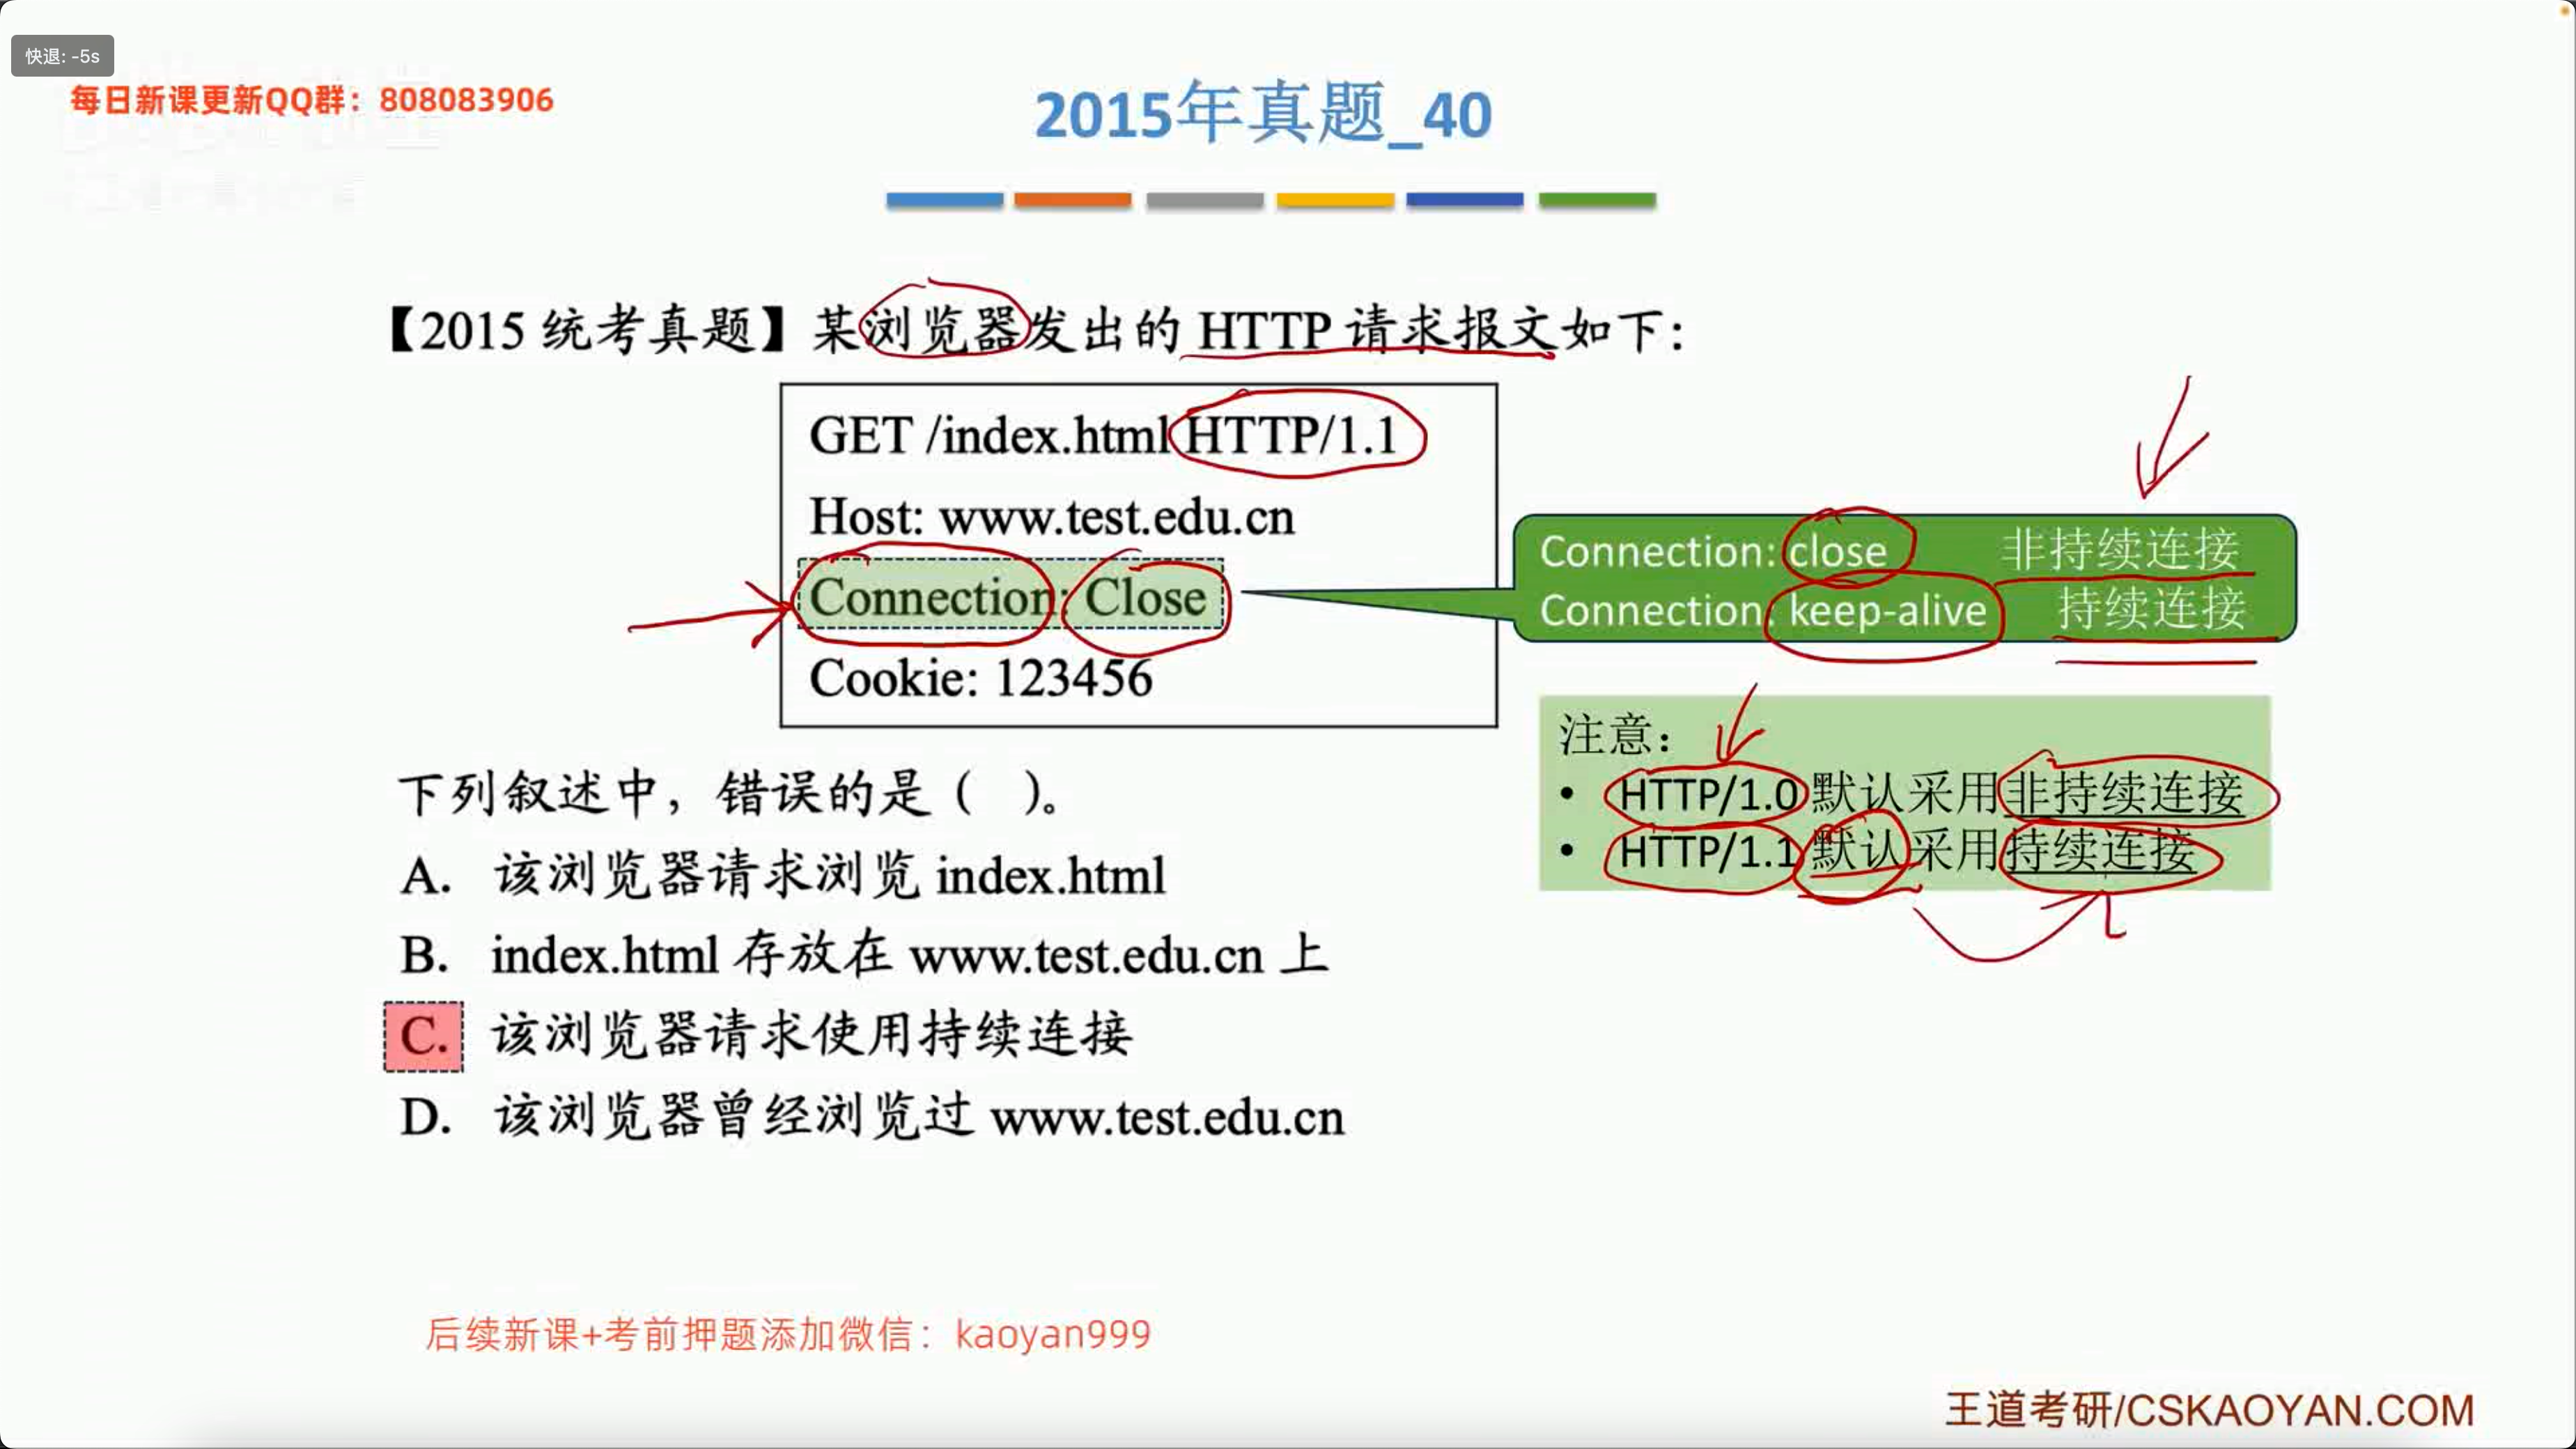 快退: -5s
每日新课更新QQ群：808083906
2015年真题_40
【2015 统考真题】某浏览器发出的 HTTP 请求报文如下：
GET /index.html HTTP/1.1
Host: www.test.edu.cn
Connection: Close
Cookie: 123456
Connection: close 非持续连接
Connection: keep-alive 持续连接
注意：
• HTTP/1.0 默认采用非持续连接
• HTTP/1.1 默认采用持续连接
下列叙述中，错误的是（ ）。
A. 该浏览器请求浏览 index.html
B. index.html 存放在 www.test.edu.cn 上
C. 该浏览器请求使用持续连接
D. 该浏览器曾经浏览过 www.test.edu.cn
后续新课+考前押题添加微信：kaoyan999
王道考研/CSKAOYAN.COM